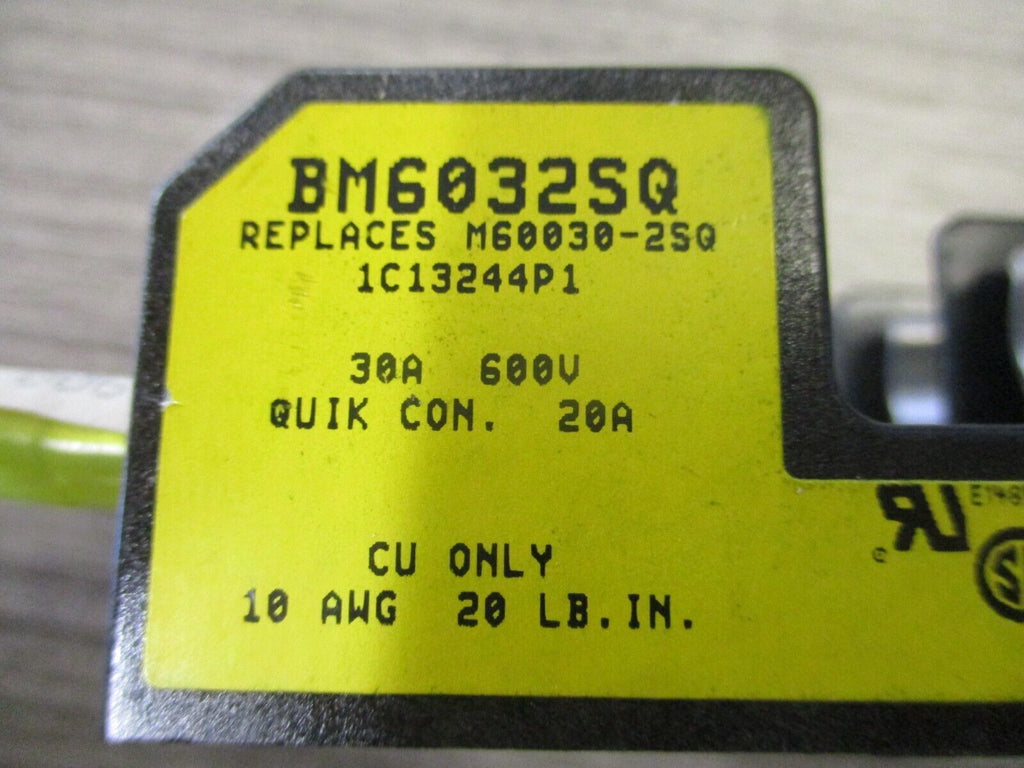 BM6032SQ
REPLACES M60030-2SQ
1C13244P1
30A 600V
QUIK CON. 20A
CU ONLY
10 AWG 20 LB.IN.